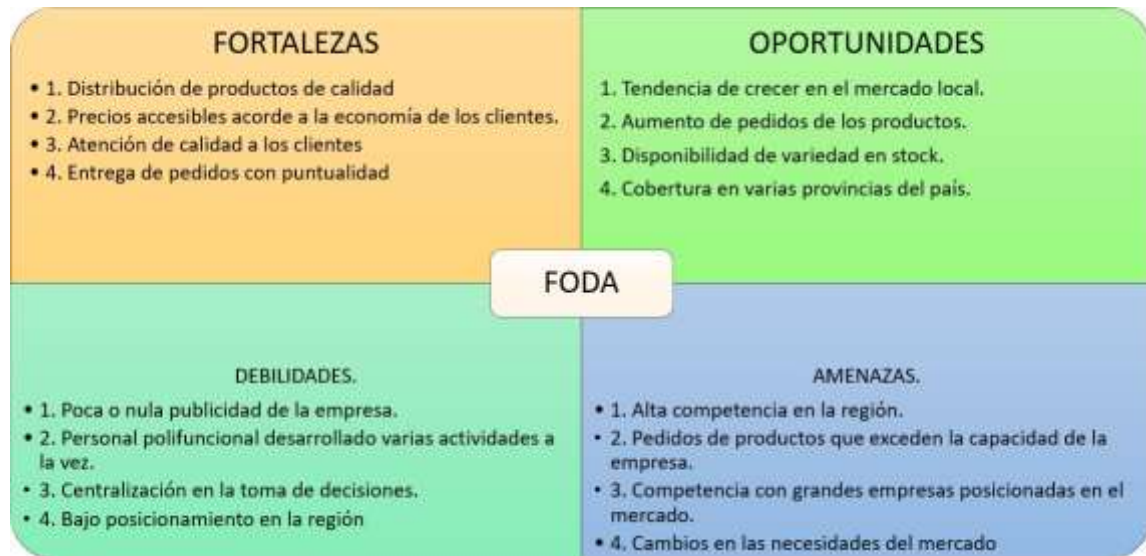 FORTALEZAS
• 1. Distribución de productos de calidad
• 2. Precios accesibles acorde a la economía de los clientes.
• 3. Atención de calidad a los clientes
• 4. Entrega de pedidos con puntualidad
OPORTUNIDADES
1. Tendencia de crecer en el mercado local.
2. Aumento de pedidos de los productos.
3. Disponibilidad de variedad en stock.
4. Cobertura en varias provincias del país.
FODA
DEBILIDADES.
• 1. Poca o nula publicidad de la empresa.
• 2. Personal polifuncional desarrollado varias actividades a
la vez.
• 3. Centralización en la toma de decisiones.
• 4. Bajo posicionamiento en la región
AMENAZAS.
• 1. Alta competencia en la región.
• 2. Pedidos de productos que exceden la capacidad de la
empresa.
• 3. Competencia con grandes empresas posicionadas en el
mercado.
• 4. Cambios en las necesidades del mercado